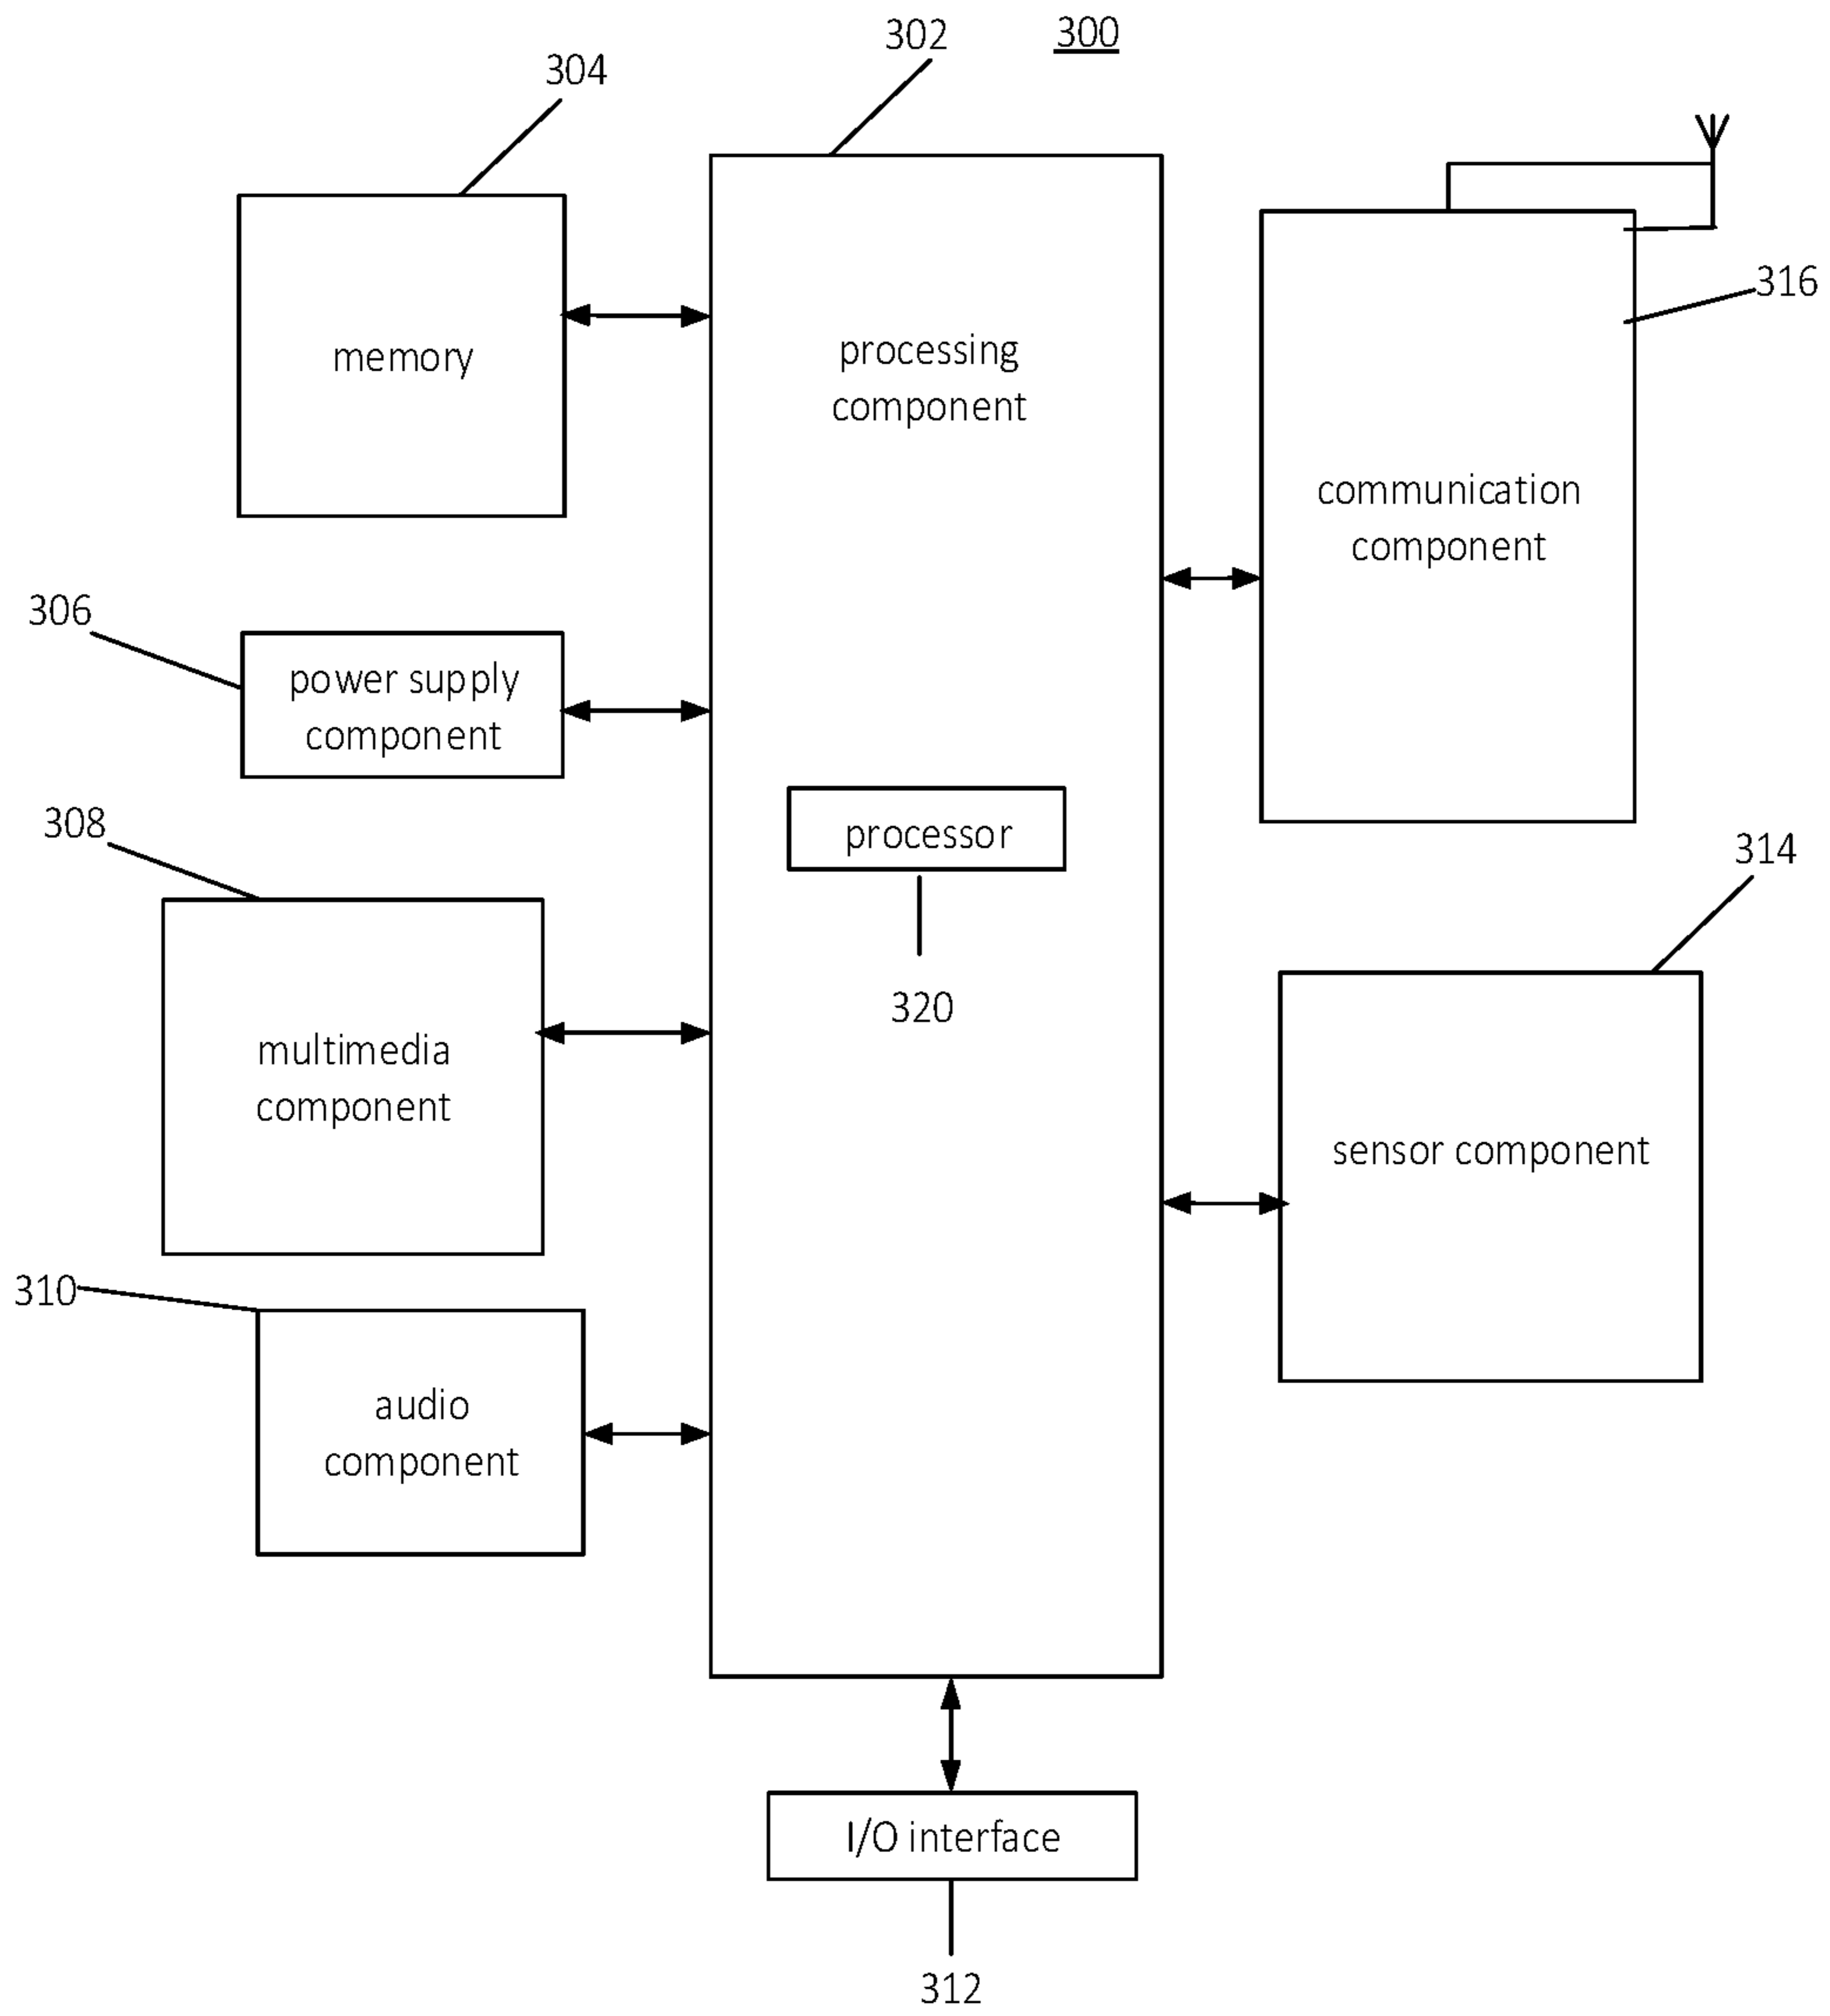 302
300
304
316
memory
processing
component
communication
component
306
power supply
component
308
processor
314
320
multimedia
component
sensor component
310
audio
component
I/O interface
312